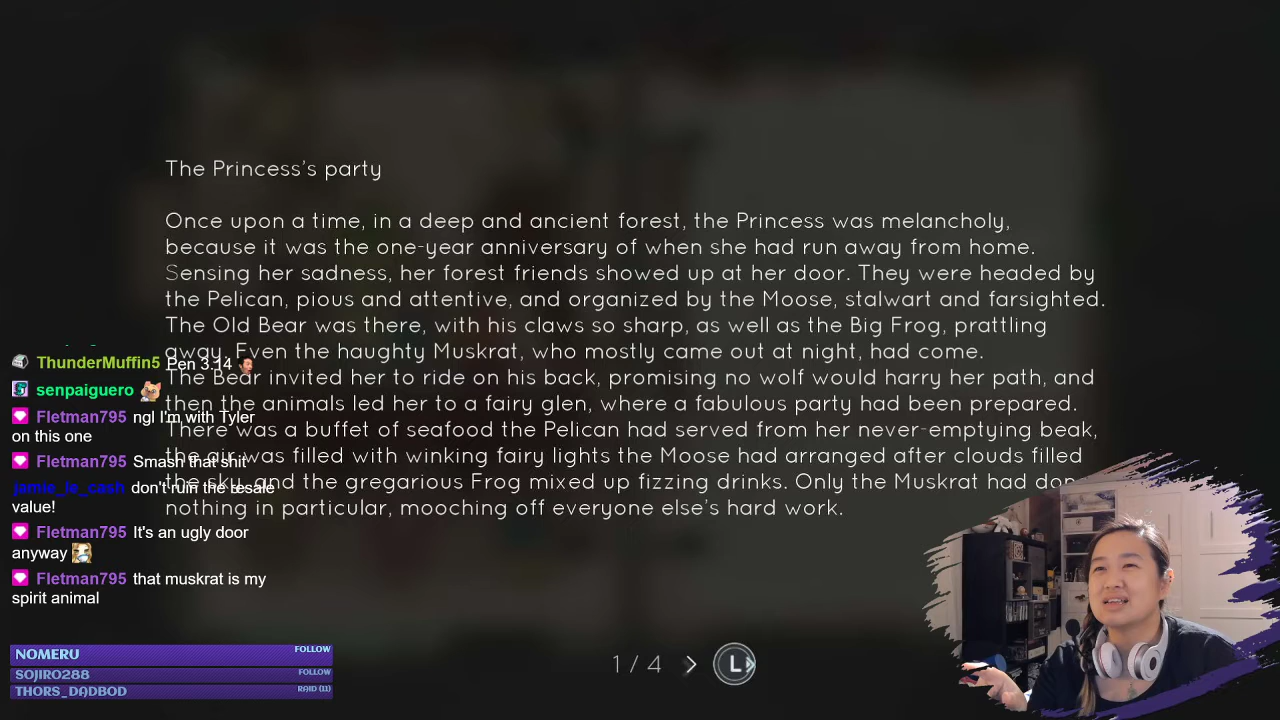 The Princess's party
Once upon a time, in a deep and ancient forest, the Princess was melancholy,
because it was the one-year anniversary of when she had run away from home.
Sensing her sadness, her forest friends showed up at her door. They were headed by
the Pelican, pious and attentive, and organized by the Moose, stalwart and farsighted.
The Old Bear was there, with his claws so sharp, as well as the Big Frog, prattling
away. Even the haughty Muskrat, who mostly came out at night, had come.
The Bear invited her to ride on his back, promising no wolf would harry her path, and
then the animals led her to a fairy glen, where a fabulous party had been prepared.
There was a buffet of seafood the Pelican had served from her never-emptying beak,
the air was filled with winking fairy lights the Moose had arranged after clouds filled
the sky, and the gregarious Frog mixed up fizzing drinks. Only the Muskrat had
nothing in particular, mooching off everyone else's hard work.
ThunderMuffin5 Pen 3.14
senpaiguero
Fletman795 ngl I'm with Tyler
on this one
Fletman795 Smash that shit
jamie_le_cash don't ruin the resale
value!
Fletman795 It's an ugly door
anyway
Fletman795 that muskrat is my
spirit animal
NOMERU FOLLOW
SOJIRO288 FOLLOW
THORS_DADBOD RAID (11)
1 / 4 > L